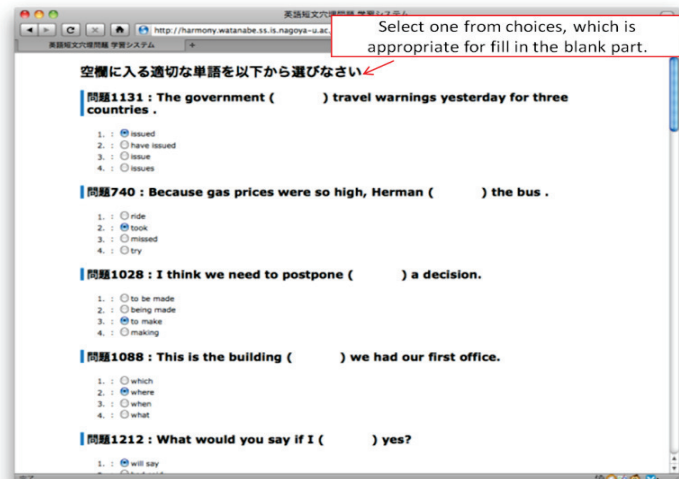 英語短文穴埋問題 学習システム
http://harmony.watanabe.ss.is.nagoya-u.ac.
英語短文穴埋問題 学習システム
Select one from choices, which is
appropriate for fill in the blank part.
空欄に入る適切な単語を以下から選びなさい
問題1131 : The government ( ) travel warnings yesterday for three
countries .
1. : issued
2. : have issued
3. : issue
4. : issues
問題740 : Because gas prices were so high, Herman ( ) the bus .
1. : ride
2. : took
3. : missed
4. : try
問題1028 : I think we need to postpone ( ) a decision.
1. : to be made
2. : being made
3. : to make
4. : making
問題1088 : This is the building ( ) we had our first office.
1. : which
2. : where
3. : when
4. : what
問題1212 : What would you say if I ( ) yes?
1. : will say
完了